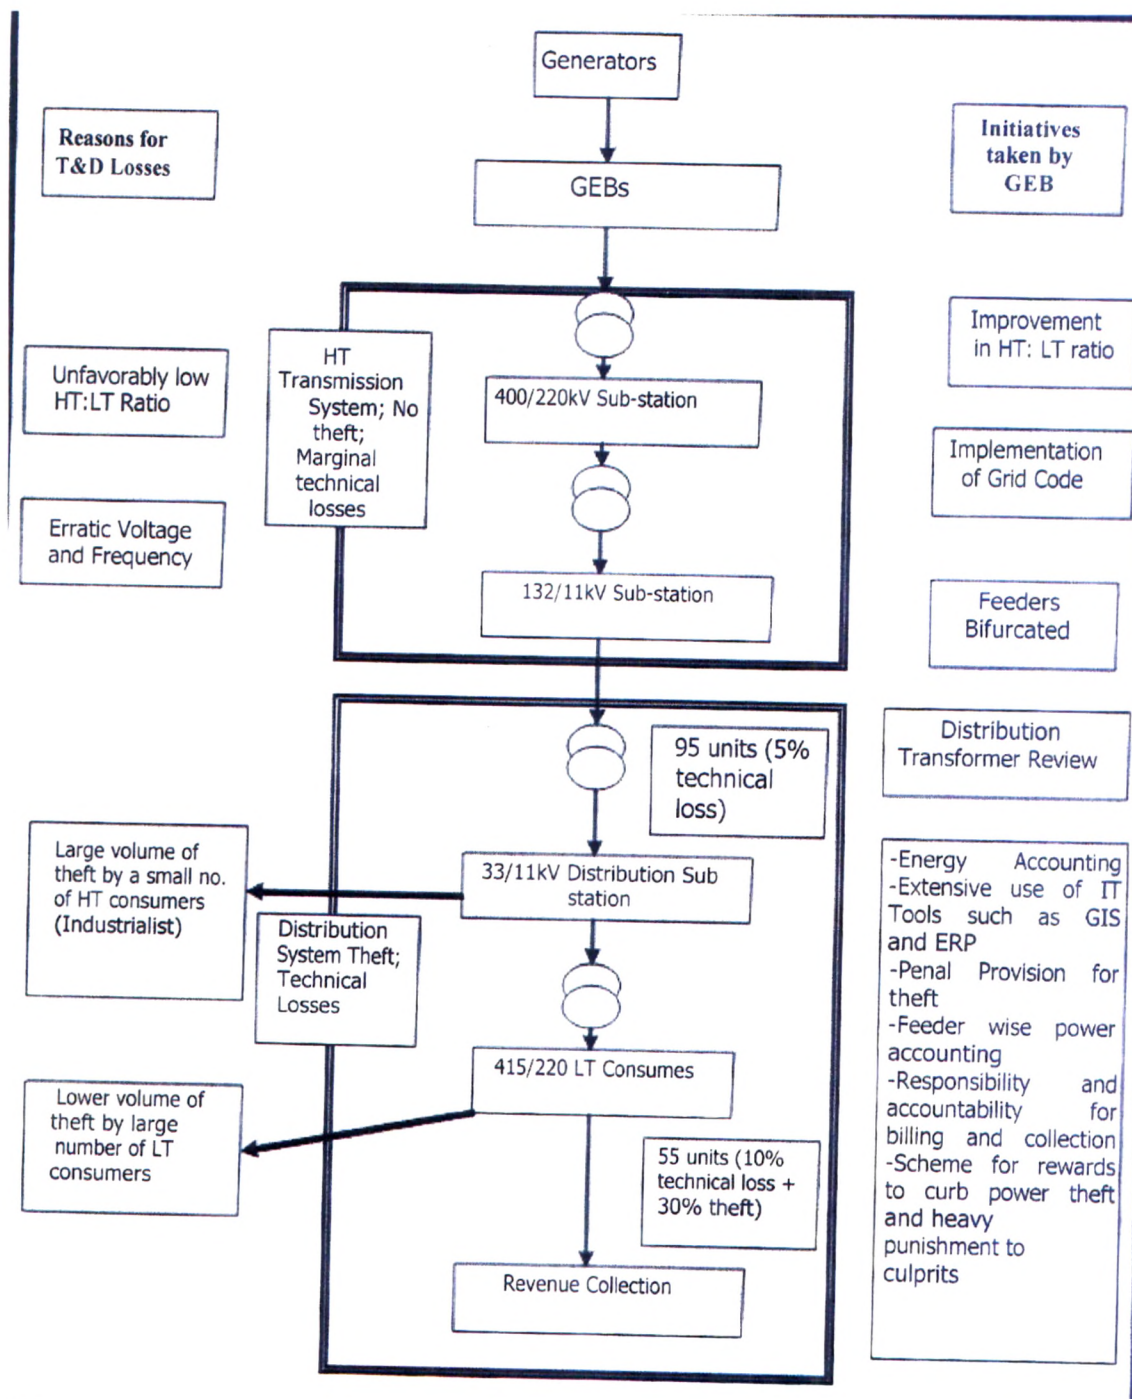 Generators
Reasons for
T&D Losses
Initiatives
taken by
GEB
GEBs
HT
Transmission
System; No
theft;
Marginal
technical
losses
Unfavorably low
HT:LT Ratio
Erratic Voltage
and Frequency
400/220kV Sub-station
132/11kV Sub-station
Improvement
in HT: LT ratio
Implementation
of Grid Code
Feeders
Bifurcated
Distribution
Transformer Review
95 units (5%
technical
loss)
Large volume of
theft by a small no.
of HT consumers
(Industrialist)
33/11kV Distribution Sub
station
Distribution
System Theft;
Technical
Losses
415/220 LT Consumes
Lower volume of
theft by large
number of LT
consumers
55 units (10%
technical loss +
30% theft)
Revenue Collection
-Energy Accounting
-Extensive use of IT
Tools such as GIS
and ERP
-Penal Provision for
theft
-Feeder wise power
accounting
-Responsibility and
accountability for
billing and collection
-Scheme for rewards
to curb power theft
and heavy
punishment to
culprits